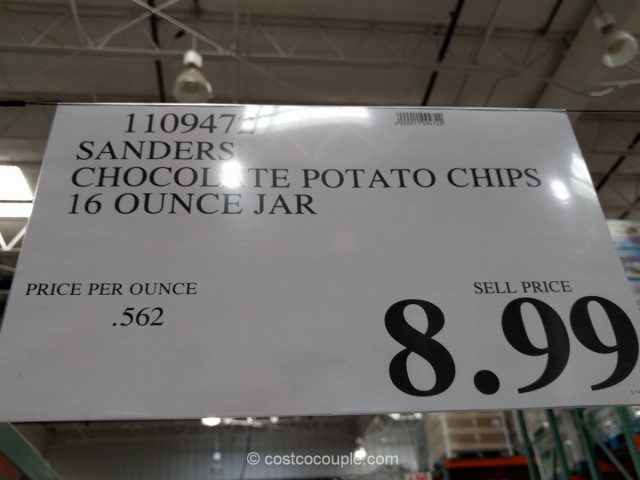 1109472
SANDERS
CHOCOLATE POTATO CHIPS
16 OUNCE JAR
PRICE PER OUNCE
.562
SELL PRICE
8.99
© costcocouple.com